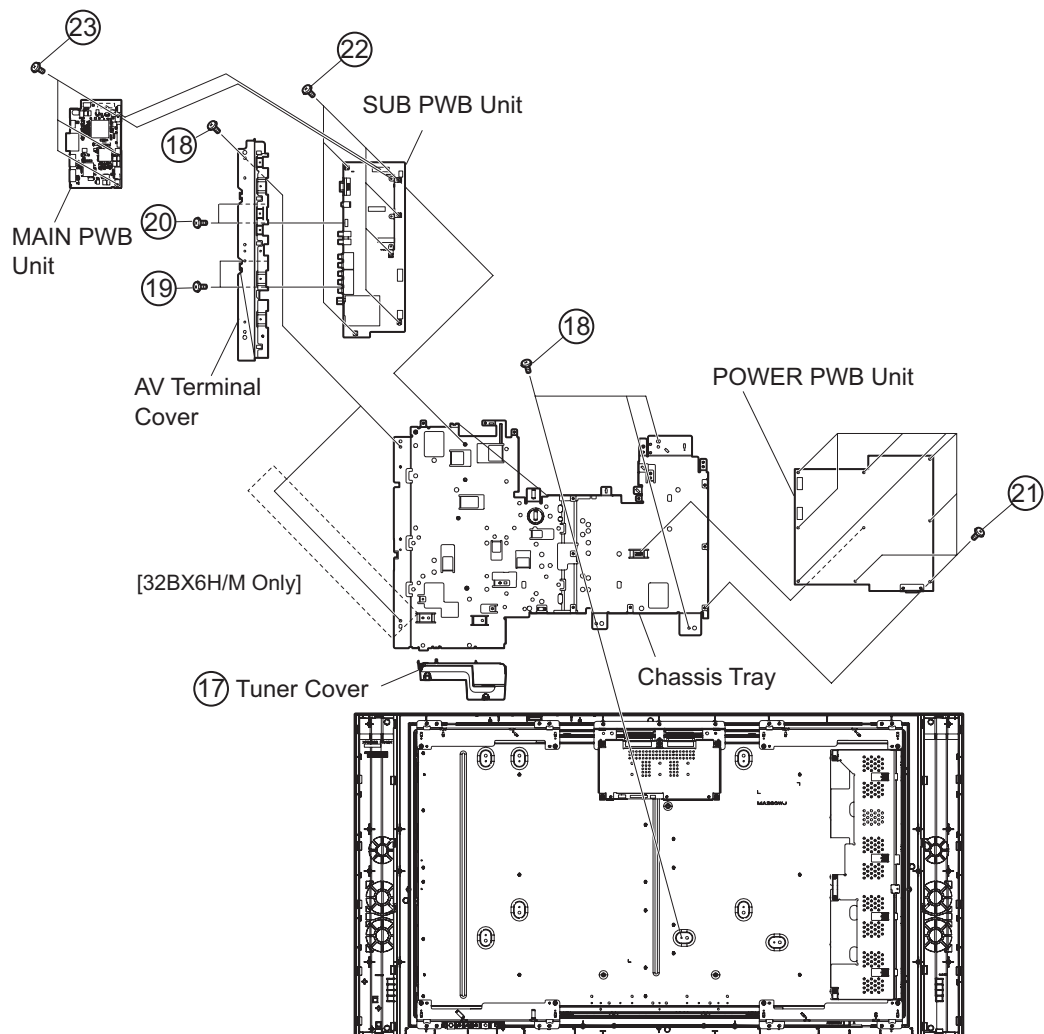 23
22
SUB PWB Unit
18
20
MAIN PWB
Unit
19
18
AV Terminal
Cover
POWER PWB Unit
21
[32BX6H/M Only]
17 Tuner Cover
Chassis Tray